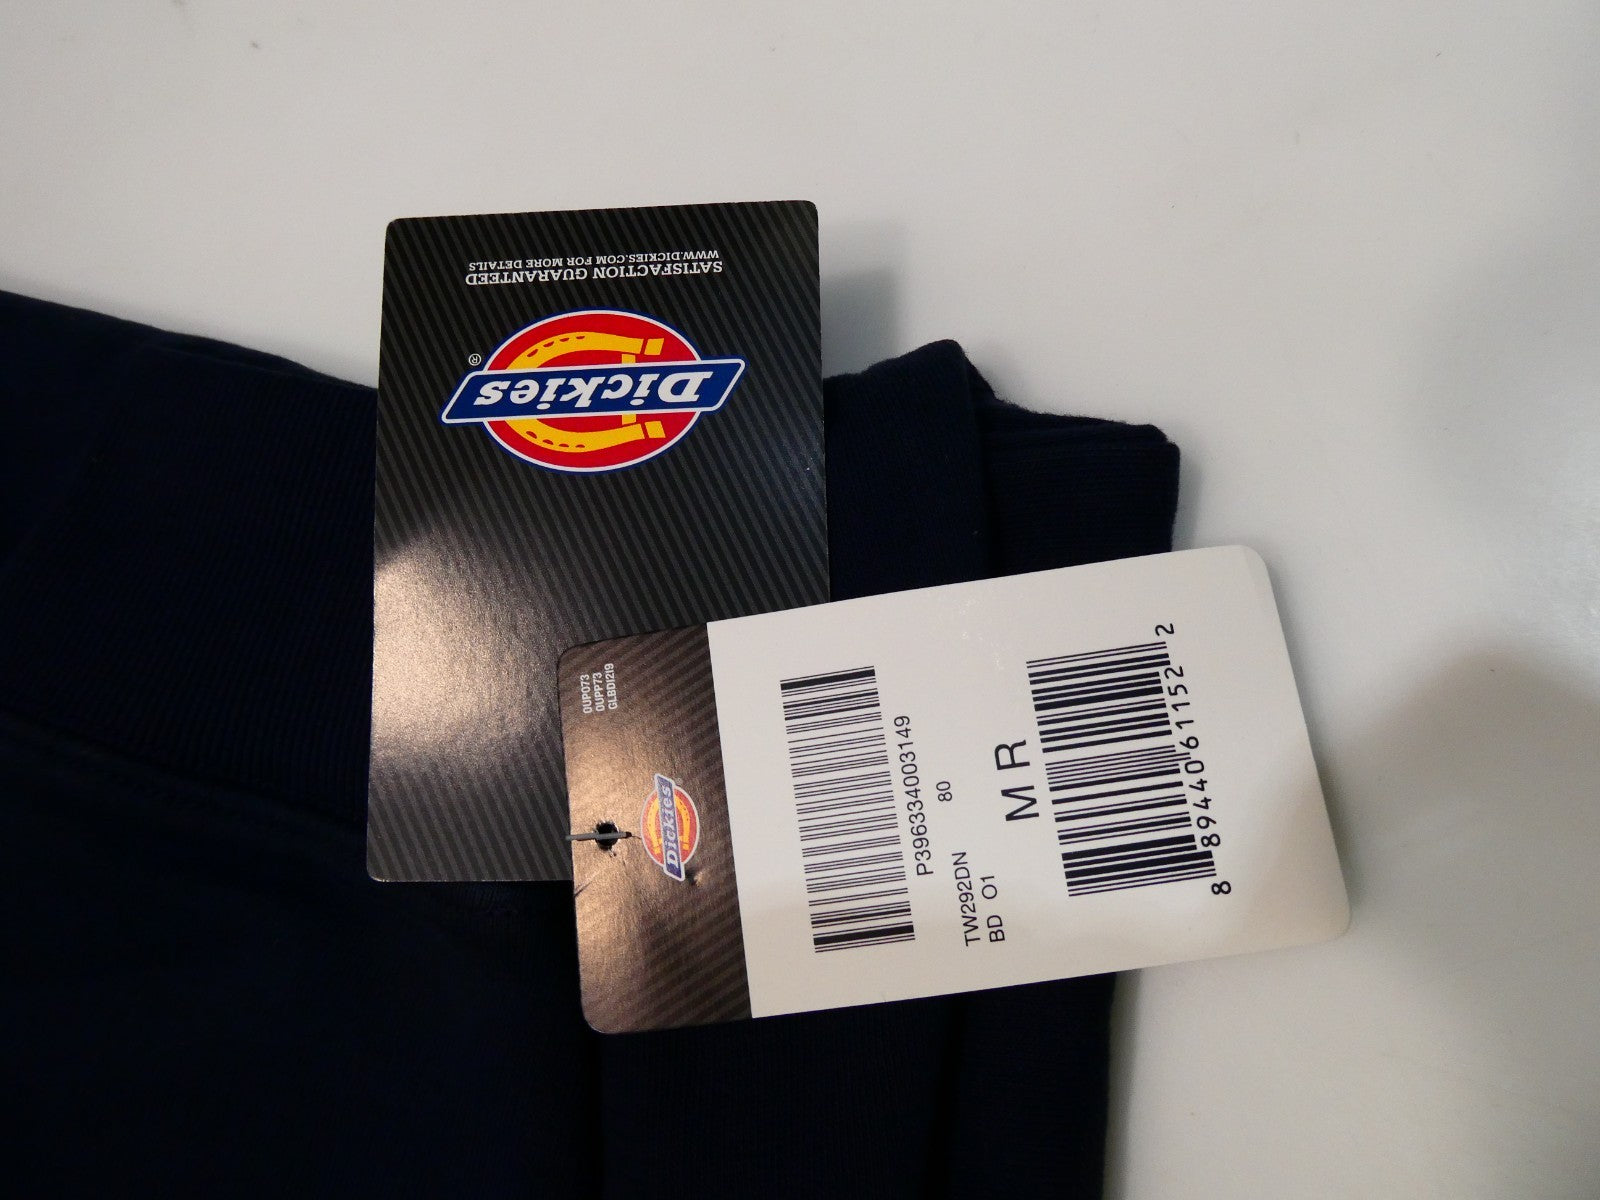 Dickies
®
SATISFACTION GUARANTEED
WWW.DICKIES.COM FOR MORE DETAILS
0UP073
0UPP73
GLBD1219
Dickies
P396334003149
TW292DN 80
BD O1
M R
8 89440 61152 2